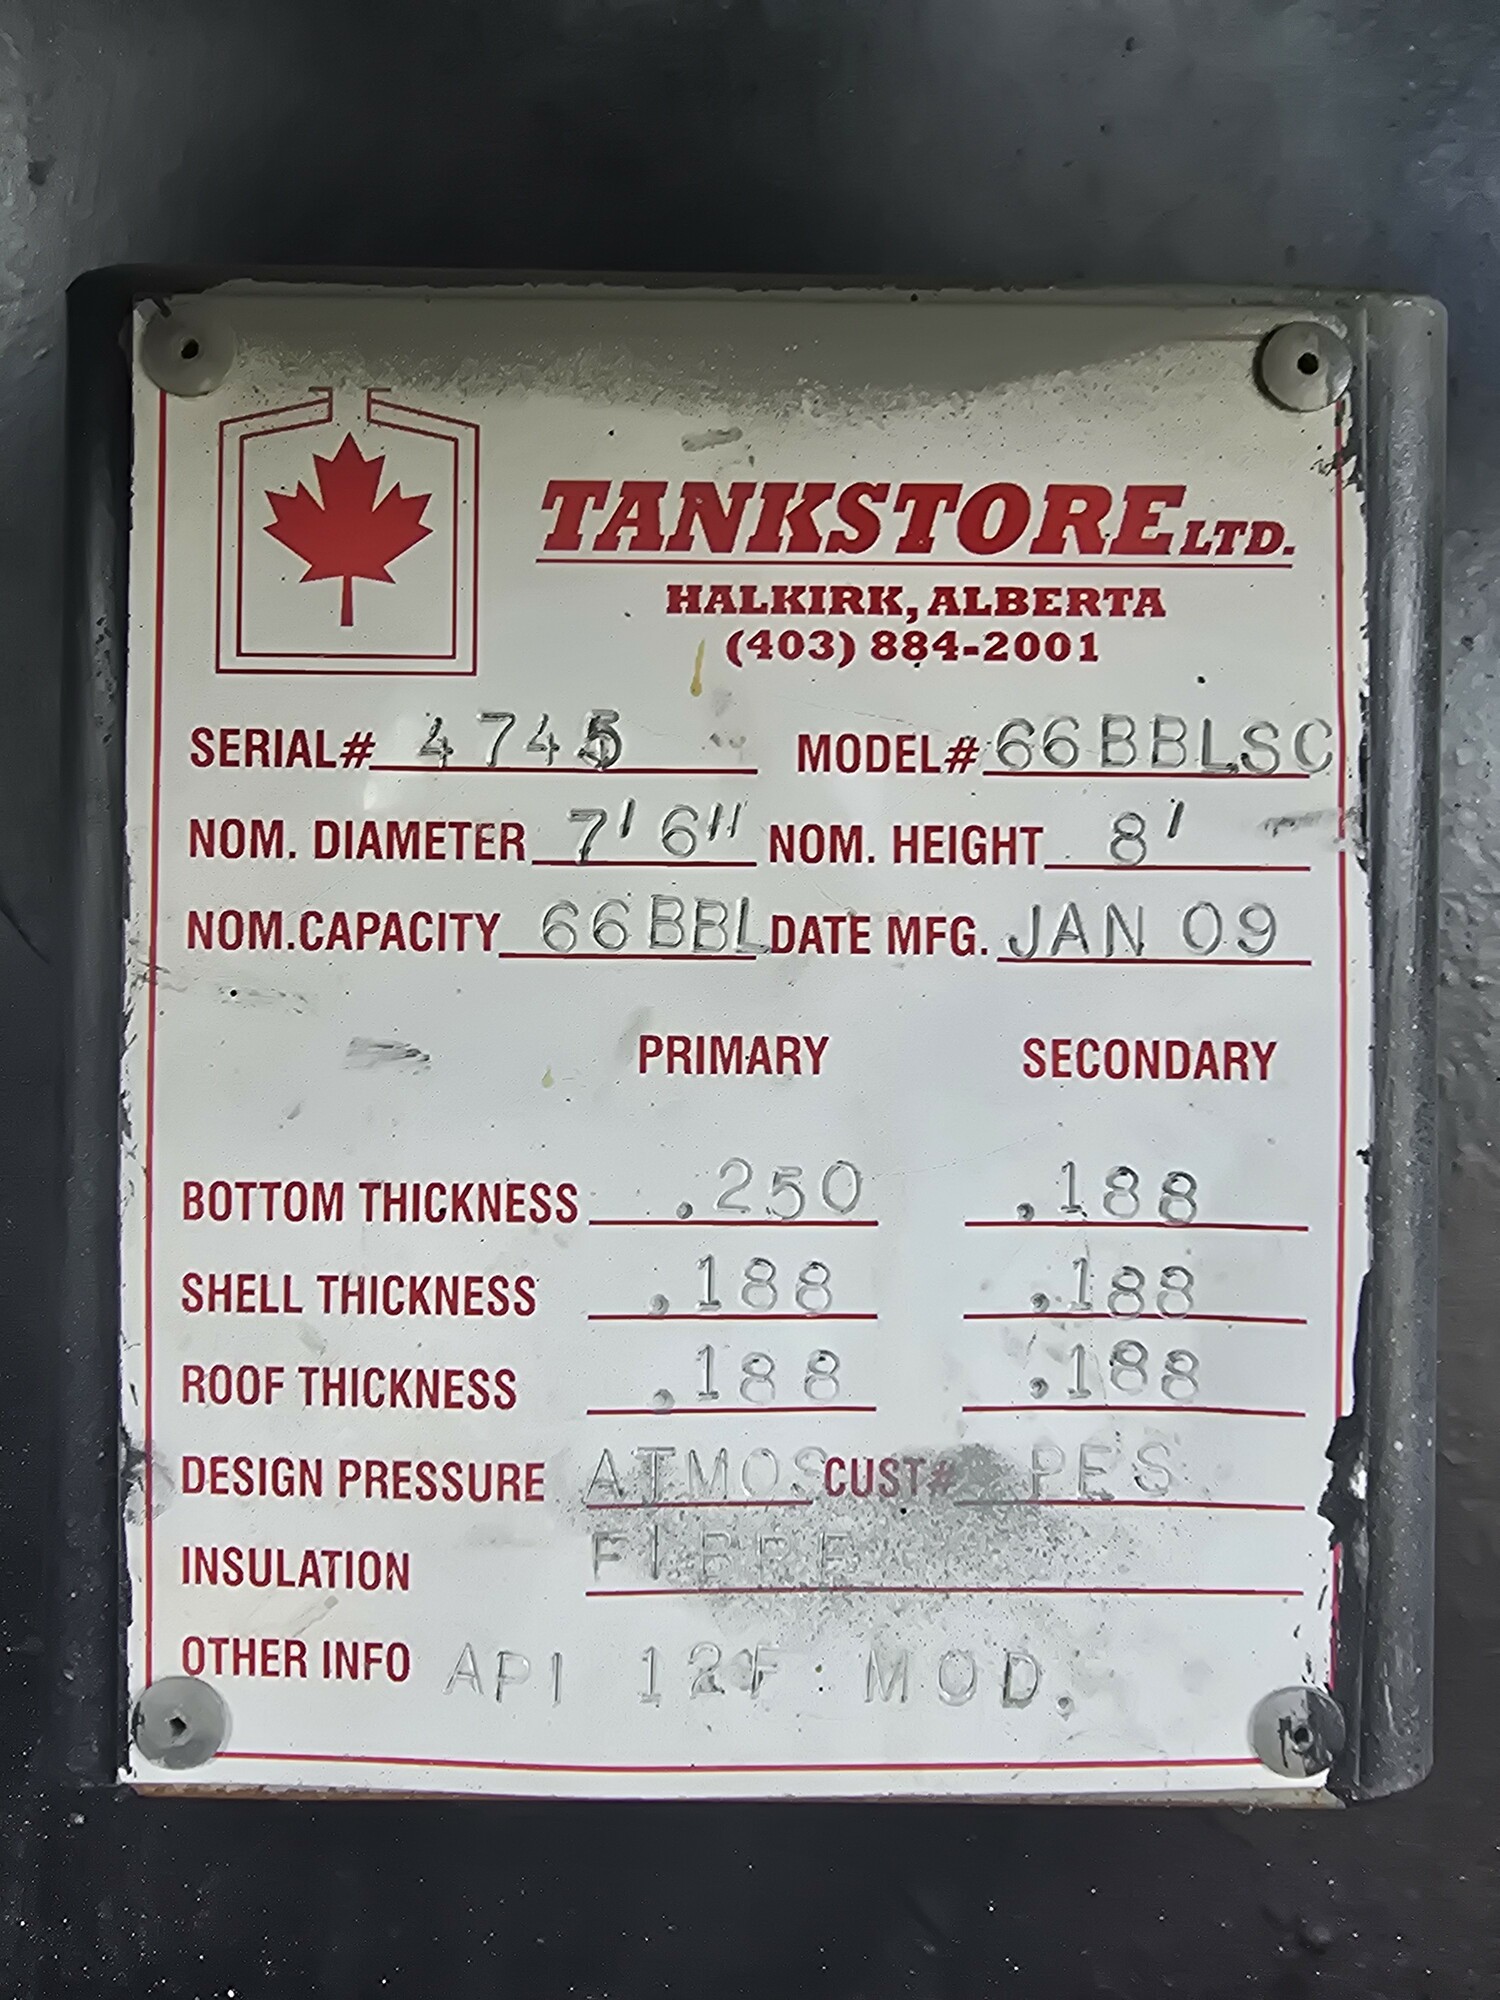 TANKSTORE LTD.
HALKIRK, ALBERTA
(403) 884-2001
SERIAL# 4745 MODEL# 66BBLSC
NOM. DIAMETER 7' 6" NOM. HEIGHT 8'
NOM.CAPACITY 66BBL DATE MFG. JAN 09
PRIMARY SECONDARY
BOTTOM THICKNESS .250 .188
SHELL THICKNESS .188 .188
ROOF THICKNESS .188 .188
DESIGN PRESSURE ATMOS CUST# PES
INSULATION FIBRE
OTHER INFO API 12F MOD.